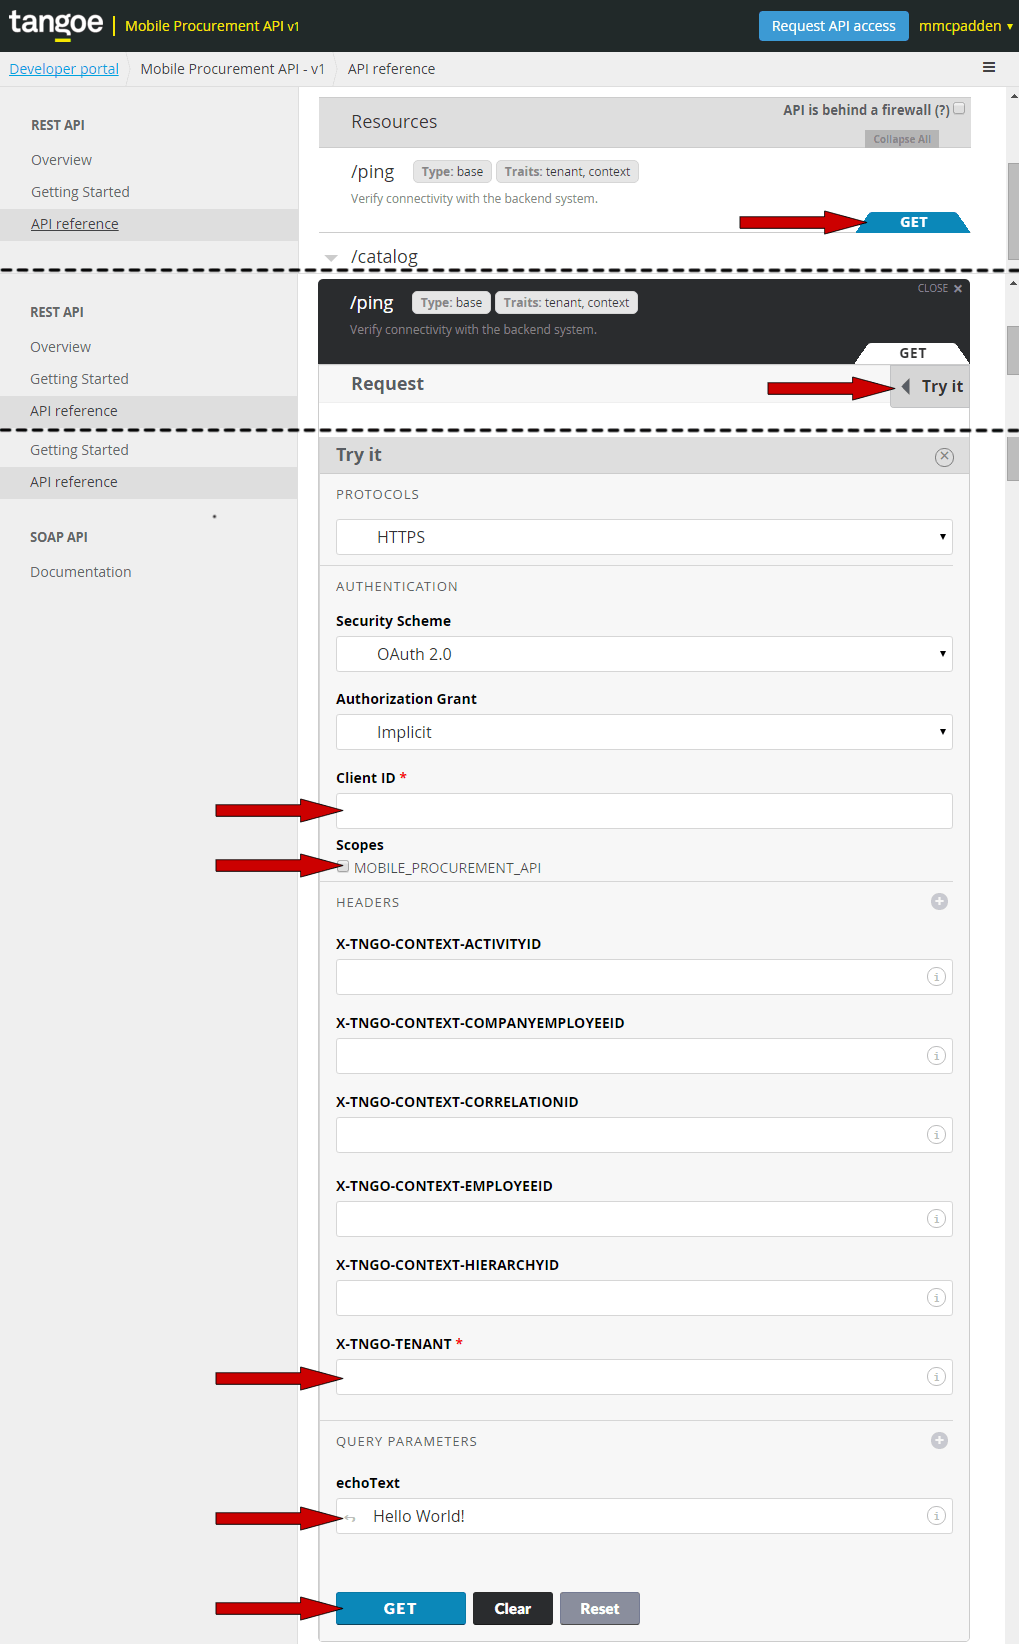 tangoe | Mobile Procurement API v1
Request API access
mmcpadden
Developer portal
Mobile Procurement API - v1
API reference
REST API
Overview
Getting Started
API reference
Resources
API is behind a firewall (?)
Collapse All
/ping
Type: base
Traits: tenant, context
Verify connectivity with the backend system.
GET
/catalog
REST API
Overview
Getting Started
API reference
CLOSE
/ping
Type: base
Traits: tenant, context
Verify connectivity with the backend system.
GET
Request
Try it
Getting Started
API reference
SOAP API
Documentation
Try it
PROTOCOLS
HTTPS
AUTHENTICATION
Security Scheme
OAuth 2.0
Authorization Grant
Implicit
Client ID *
Scopes
MOBILE_PROCUREMENT_API
HEADERS
X-TNGO-CONTEXT-ACTIVITYID
X-TNGO-CONTEXT-COMPANYEMPLOYEEID
X-TNGO-CONTEXT-CORRELATIONID
X-TNGO-CONTEXT-EMPLOYEEID
X-TNGO-CONTEXT-HIERARCHYID
X-TNGO-TENANT *
QUERY PARAMETERS
echoText
Hello World!
GET
Clear
Reset